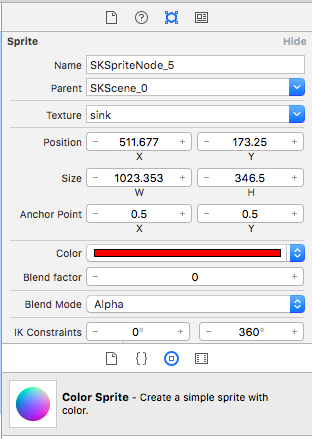 Sprite Hide
Name SKSpriteNode_5
Parent SKScene_0
Texture sink
Position − 511.677 + − 173.25 +
X Y
Size − 1023.353 + − 346.5 +
W H
Anchor Point − 0.5 + − 0.5 +
X Y
Color
Blend factor − 0 +
Blend Mode Alpha
IK Constraints − 0° + − 360° +
{ }
Color Sprite - Create a simple sprite with
color.